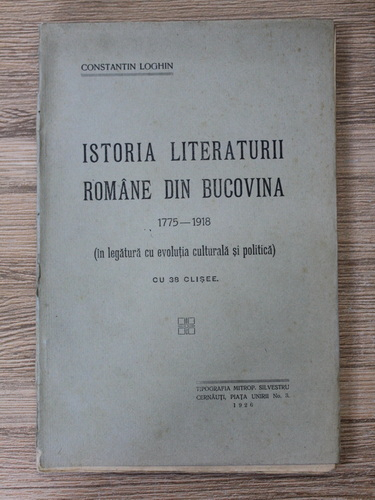 CONSTANTIN LOGHIN
ISTORIA LITERATURII
ROMÂNE DIN BUCOVINA
1775—1918
(în legătură cu evoluția culturală și politică)
CU 38 CLIȘEE.
TIPOGRAFIA MITROP. SILVESTRU
CERNĂUȚI, PIAȚA UNIRII No. 3.
1926